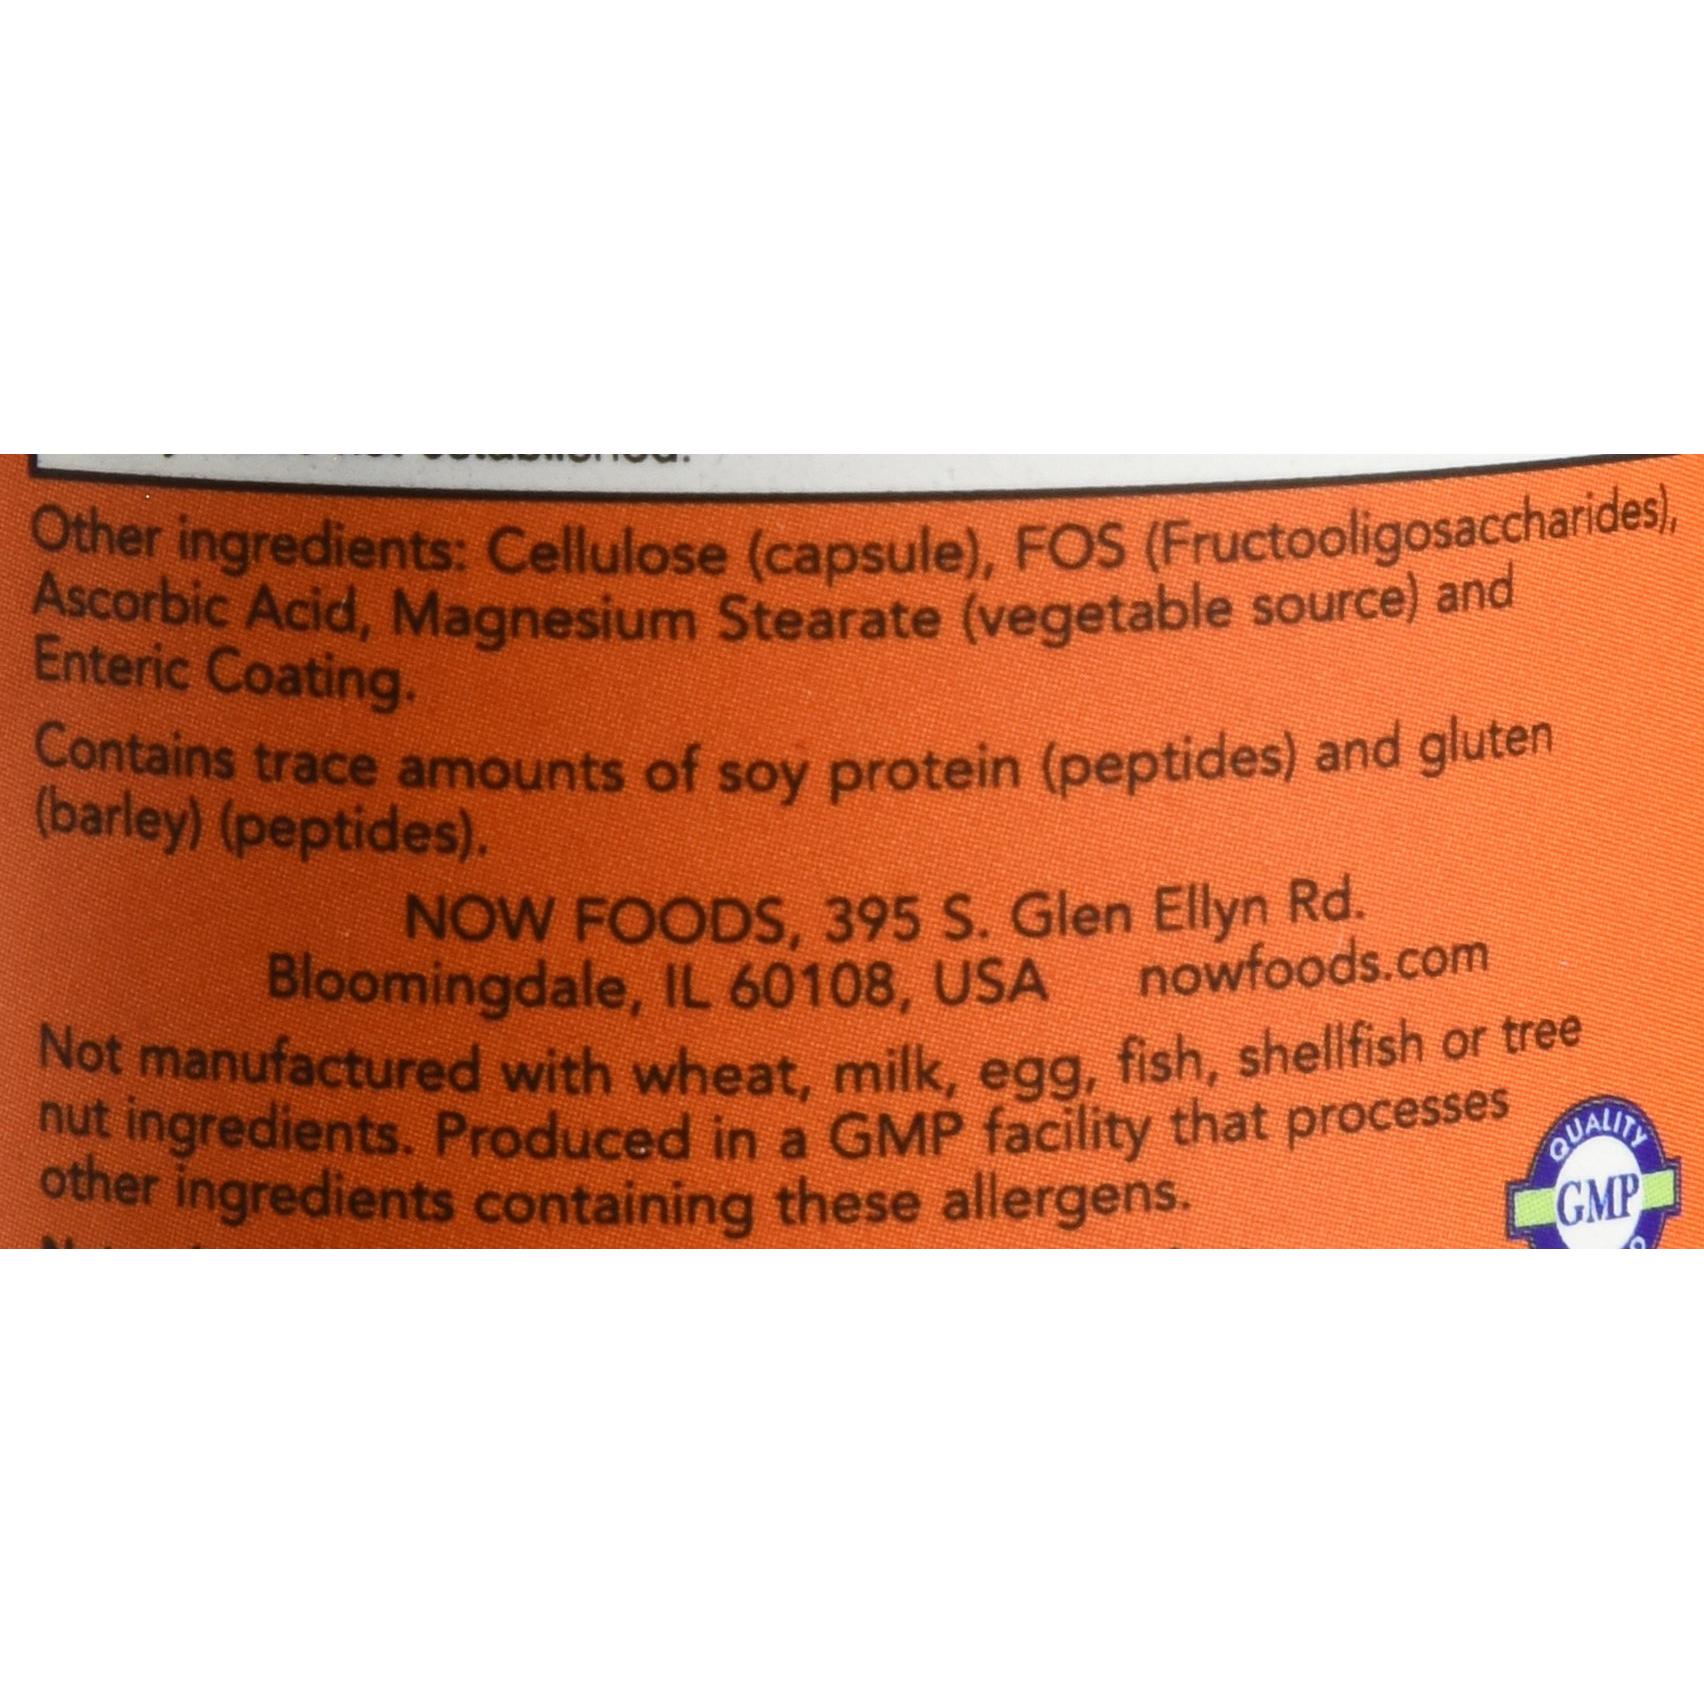 established.
Other ingredients: Cellulose (capsule), FOS (Fructooligosaccharides),
Ascorbic Acid, Magnesium Stearate (vegetable source) and
Enteric Coating.
Contains trace amounts of soy protein (peptides) and gluten
(barley) (peptides).
NOW FOODS, 395 S. Glen Ellyn Rd.
Bloomingdale, IL 60108, USA nowfoods.com
Not manufactured with wheat, milk, egg, fish, shellfish or tree
nut ingredients. Produced in a GMP facility that processes
other ingredients containing these allergens.
QUALITY
GMP